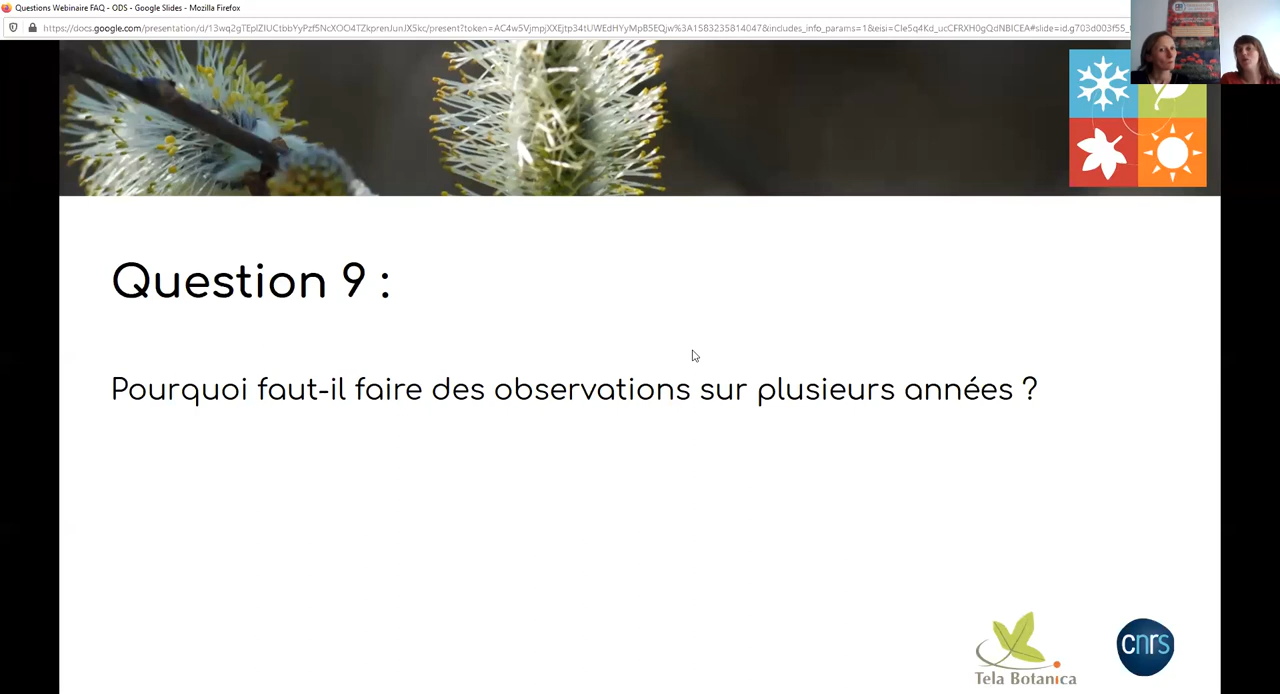 Questions Webinaire FAQ - ODS - Google Slides - Mozilla Firefox
Question 9 :
Pourquoi faut-il faire des observations sur plusieurs années ?
Tela Botanica
cnrs